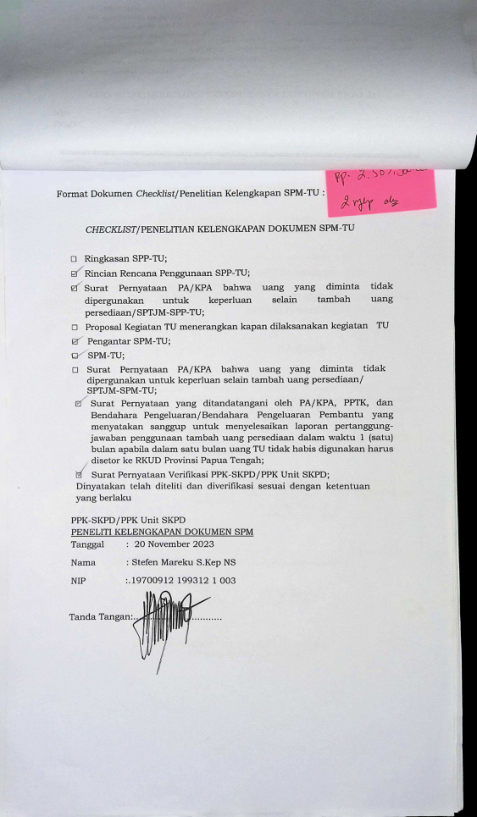 Format Dokumen Checklist/Penelitian Kelengkapan SPM-TU :
2
CHECKLIST/PENELITIAN KELENGKAPAN DOKUMEN SPM-TU
Ringkasan SPP-TU;
Rincian Rencana Penggunaan SPP-TU;
Surat Pernyataan PA/KPA bahwa uang yang diminta tidak
dipergunakan untuk keperluan selain tambah uang
persediaan/SPTJM-SPP-TU;
Proposal Kegiatan TU menerangkan kapan dilaksanakan kegiatan TU
Pengantar SPM-TU;
SPM-TU;
Surat Pernyataan PA/KPA bahwa uang yang diminta tidak
dipergunakan untuk keperluan selain tambah uang persediaan/
SPTJM-SPM-TU;
Surat Pernyataan yang ditandatangani oleh PA/KPA, PPTK, dan
Bendahara Pengeluaran/Bendahara Pengeluaran Pembantu yang
menyatakan sanggup untuk menyelesaikan laporan pertanggung-
jawaban penggunaan tambah uang persediaan dalam waktu 1 (satu)
bulan apabila dalam satu bulan uang TU tidak habis digunakan harus
disetor ke RKUD Provinsi Papua Tengah;
Surat Pernyataan Verifikasi PPK-SKPD/PPK Unit SKPD;
Dinyatakan telah diteliti dan diverifikasi sesuai dengan ketentuan
yang berlaku
PPK-SKPD/PPK Unit SKPD
PENELITI KELENGKAPAN DOKUMEN SPM
Tanggal : 20 November 2023
Nama : Stefen Mareku S.Kep NS
NIP :.19700912 199312 1 003
Tanda Tangan:..............